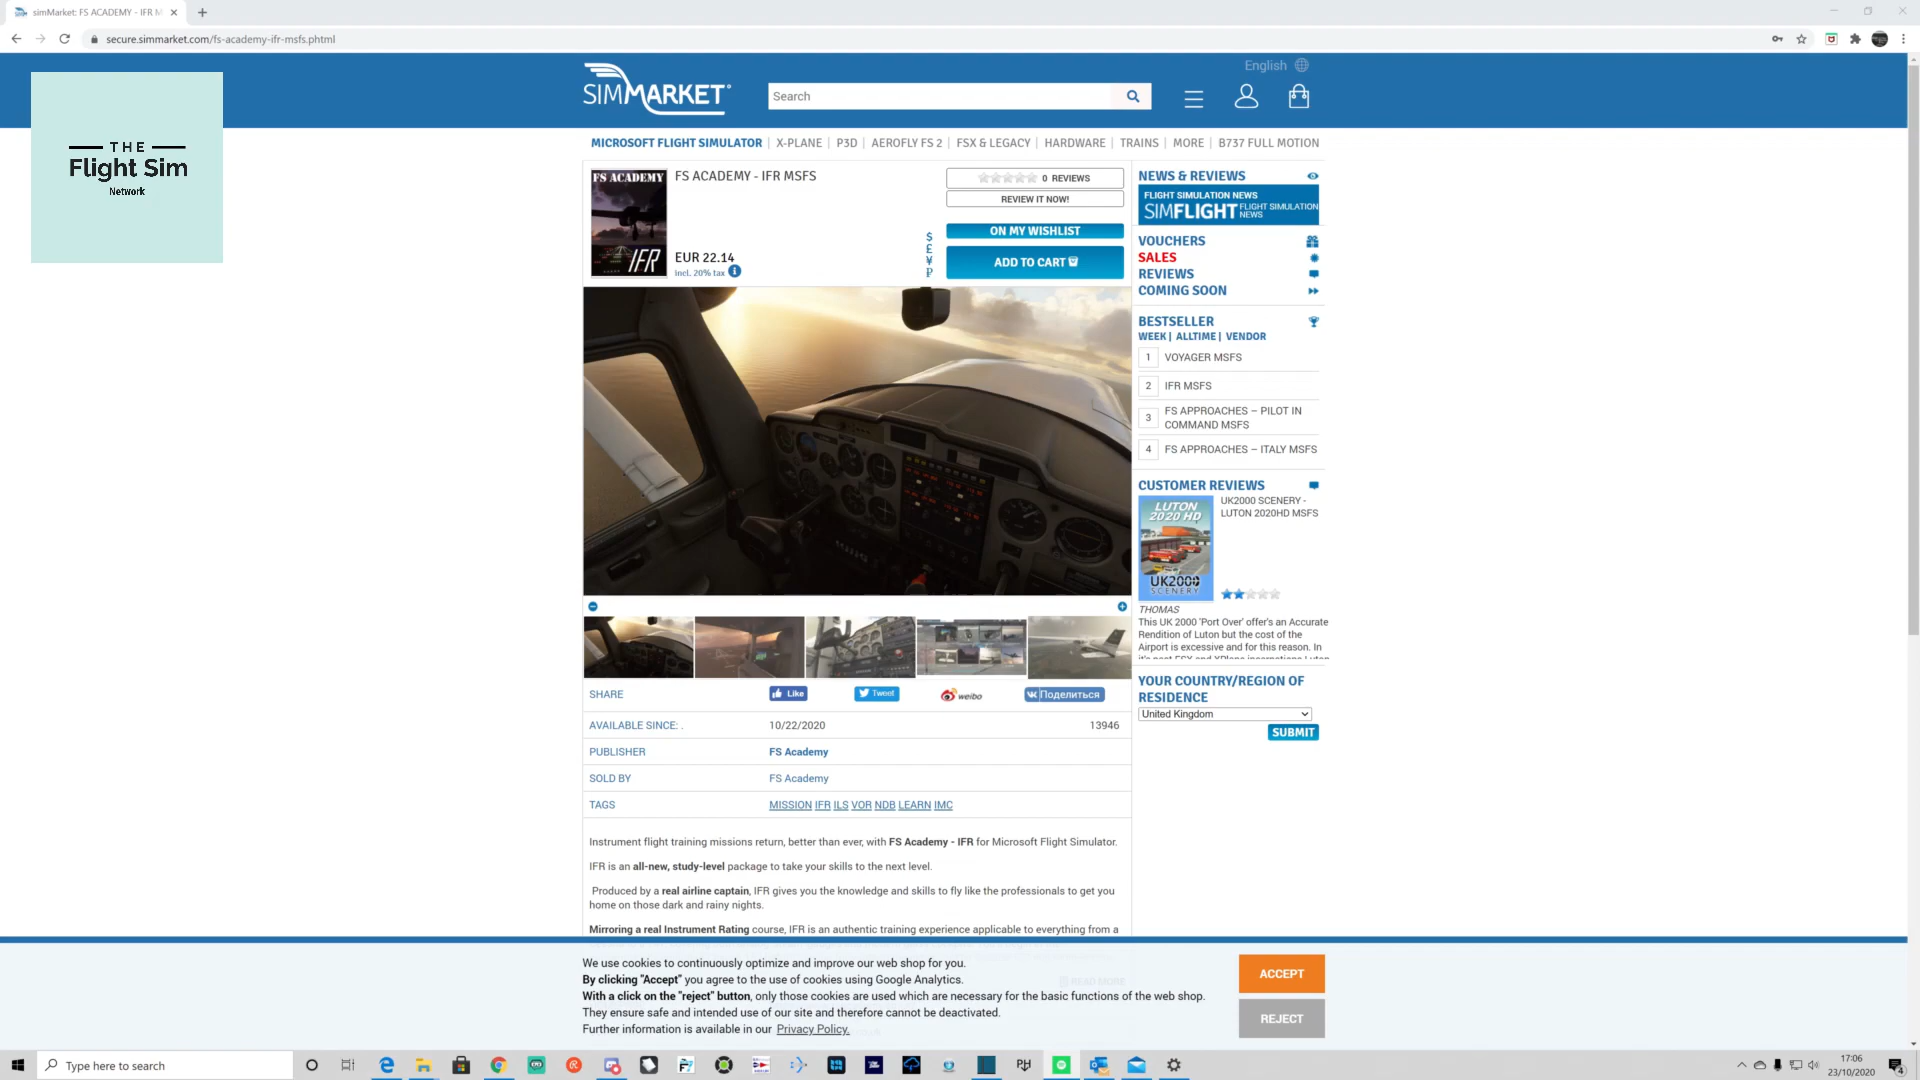 simMarket: FS ACADEMY - IFR M
secure.simmarket.com/fs-academy-ifr-msfs.phtml
THE
Flight Sim
Network
SIMMARKET
Search
English
MICROSOFT FLIGHT SIMULATOR | X-PLANE | P3D | AEROFLY FS 2 | FSX & LEGACY | HARDWARE | TRAINS | MORE | B737 FULL MOTION
FS ACADEMY
IFR
FS ACADEMY - IFR MSFS
EUR 22.14
incl. 20% tax
$
£
¥
₽
0 REVIEWS
REVIEW IT NOW!
ON MY WISHLIST
ADD TO CART
SHARE
Like
Tweet
weibo
Поделиться
AVAILABLE SINCE: . 10/22/2020 13946
PUBLISHER FS Academy
SOLD BY FS Academy
TAGS MISSION IFR ILS VOR NDB LEARN IMC
Instrument flight training missions return, better than ever, with FS Academy - IFR for Microsoft Flight Simulator.
IFR is an all-new, study-level package to take your skills to the next level.
Produced by a real airline captain, IFR gives you the knowledge and skills to fly like the professionals to get you
home on those dark and rainy nights.
Mirroring a real Instrument Rating course, IFR is an authentic training experience applicable to everything from a
READ MORE
NEWS & REVIEWS
FLIGHT SIMULATION NEWS
SIMFLIGHT FLIGHT SIMULATION
NEWS
VOUCHERS
SALES
REVIEWS
COMING SOON
BESTSELLER
WEEK | ALLTIME | VENDOR
1 VOYAGER MSFS
2 IFR MSFS
3 FS APPROACHES – PILOT IN
COMMAND MSFS
4 FS APPROACHES – ITALY MSFS
CUSTOMER REVIEWS
LUTON
2020 HD
UK2000
SCENERY
UK2000 SCENERY -
LUTON 2020HD MSFS
THOMAS
This UK 2000 'Port Over' offer's an Accurate
Rendition of Luton but the cost of the
Airport is excessive and for this reason. In
YOUR COUNTRY/REGION OF
RESIDENCE
United Kingdom
SUBMIT
We use cookies to continuously optimize and improve our web shop for you.
By clicking "Accept" you agree to the use of cookies using Google Analytics.
With a click on the "reject" button, only those cookies are used which are necessary for the basic functions of the web shop.
They ensure safe and intended use of our site and therefore cannot be deactivated.
Further information is available in our Privacy Policy.
ACCEPT
REJECT
Type here to search
17:06
23/10/2020
4